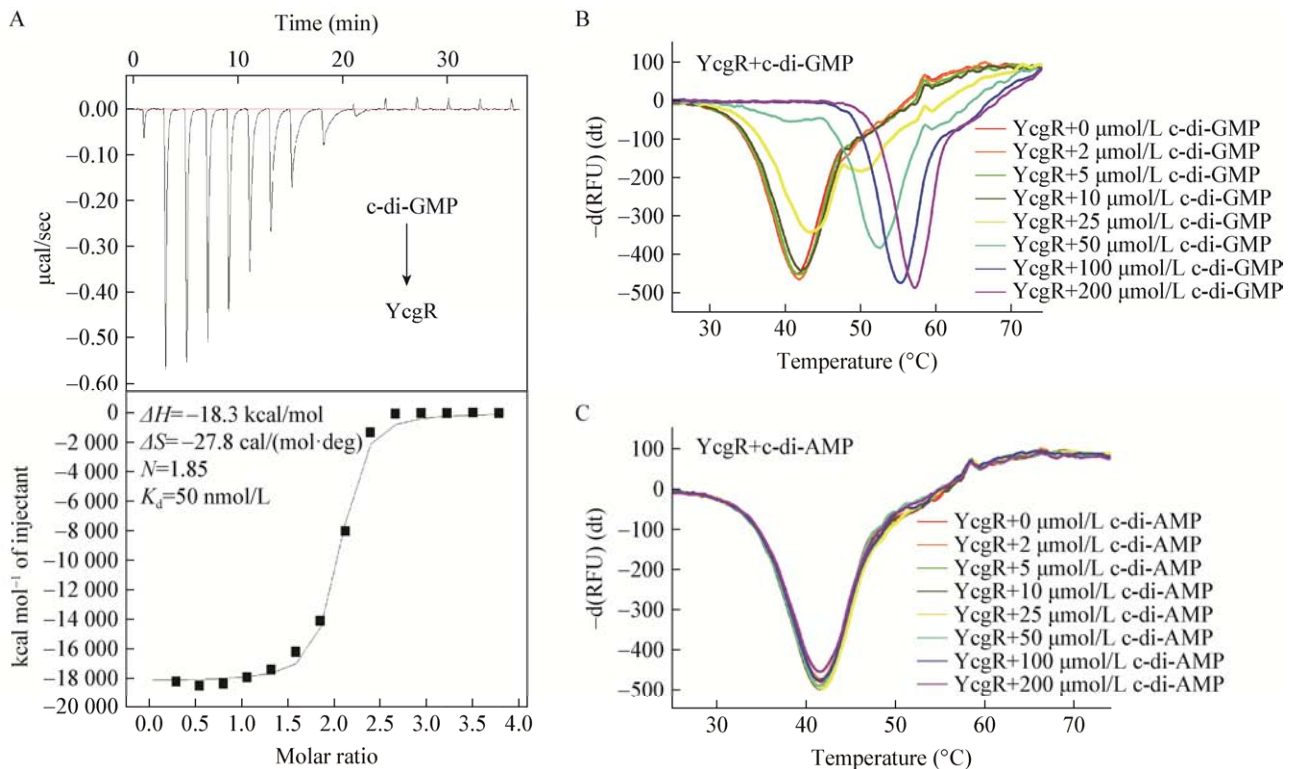 A
Time (min)
0 10 20 30
0.00
−0.10
−0.20
−0.30
−0.40
−0.50
−0.60
μcal/sec
c-di-GMP
YcgR
0
−2 000
−4 000
−6 000
−8 000
−10 000
−12 000
−14 000
−16 000
−18 000
−20 000
kcal mol⁻¹ of injectant
ΔH=−18.3 kcal/mol
ΔS=−27.8 cal/(mol·deg)
N=1.85
Kd=50 nmol/L
0.0 0.5 1.0 1.5 2.0 2.5 3.0 3.5 4.0
Molar ratio
B
YcgR+c-di-GMP
100
0
−100
−200
−300
−400
−500
−d(RFU) (dt)
YcgR+0 μmol/L c-di-GMP
YcgR+2 μmol/L c-di-GMP
YcgR+5 μmol/L c-di-GMP
YcgR+10 μmol/L c-di-GMP
YcgR+25 μmol/L c-di-GMP
YcgR+50 μmol/L c-di-GMP
YcgR+100 μmol/L c-di-GMP
YcgR+200 μmol/L c-di-GMP
30 40 50 60 70
Temperature (°C)
C
YcgR+c-di-AMP
100
0
−100
−200
−300
−400
−500
−d(RFU) (dt)
YcgR+0 μmol/L c-di-AMP
YcgR+2 μmol/L c-di-AMP
YcgR+5 μmol/L c-di-AMP
YcgR+10 μmol/L c-di-AMP
YcgR+25 μmol/L c-di-AMP
YcgR+50 μmol/L c-di-AMP
YcgR+100 μmol/L c-di-AMP
YcgR+200 μmol/L c-di-AMP
30 40 50 60 70
Temperature (°C)